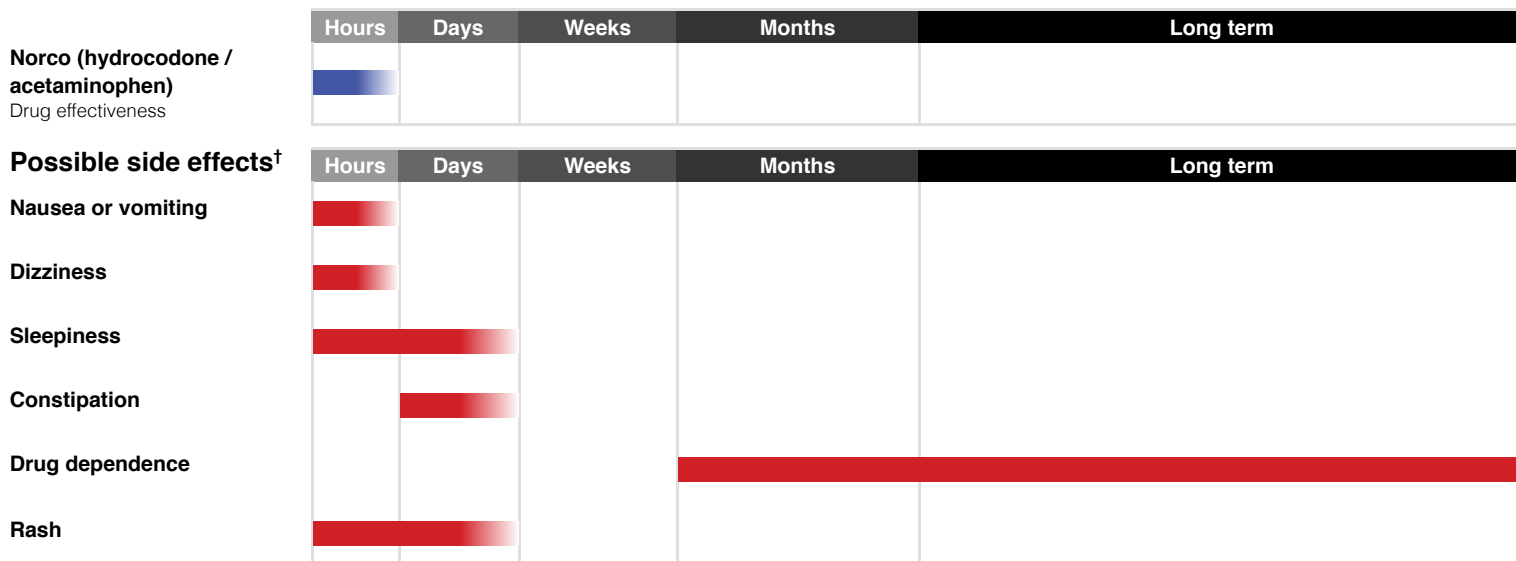 Hours Days Weeks Months Long term
Norco (hydrocodone /
acetaminophen)
Drug effectiveness
Possible side effects† Hours Days Weeks Months Long term
Nausea or vomiting
Dizziness
Sleepiness
Constipation
Drug dependence
Rash